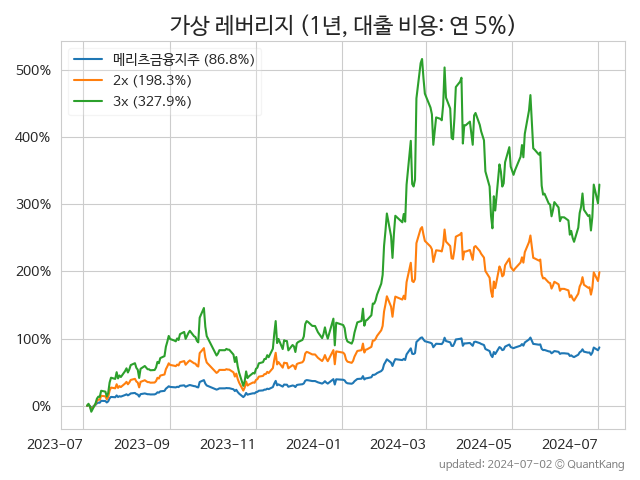 가상 레버리지 (1년, 대출 비용: 연 5%)
메리츠금융지주 (86.8%)
2x (198.3%)
3x (327.9%)
500%
400%
300%
200%
100%
0%
2023-07
2023-09
2023-11
2024-01
2024-03
2024-05
2024-07
updated: 2024-07-02 © QuantKang